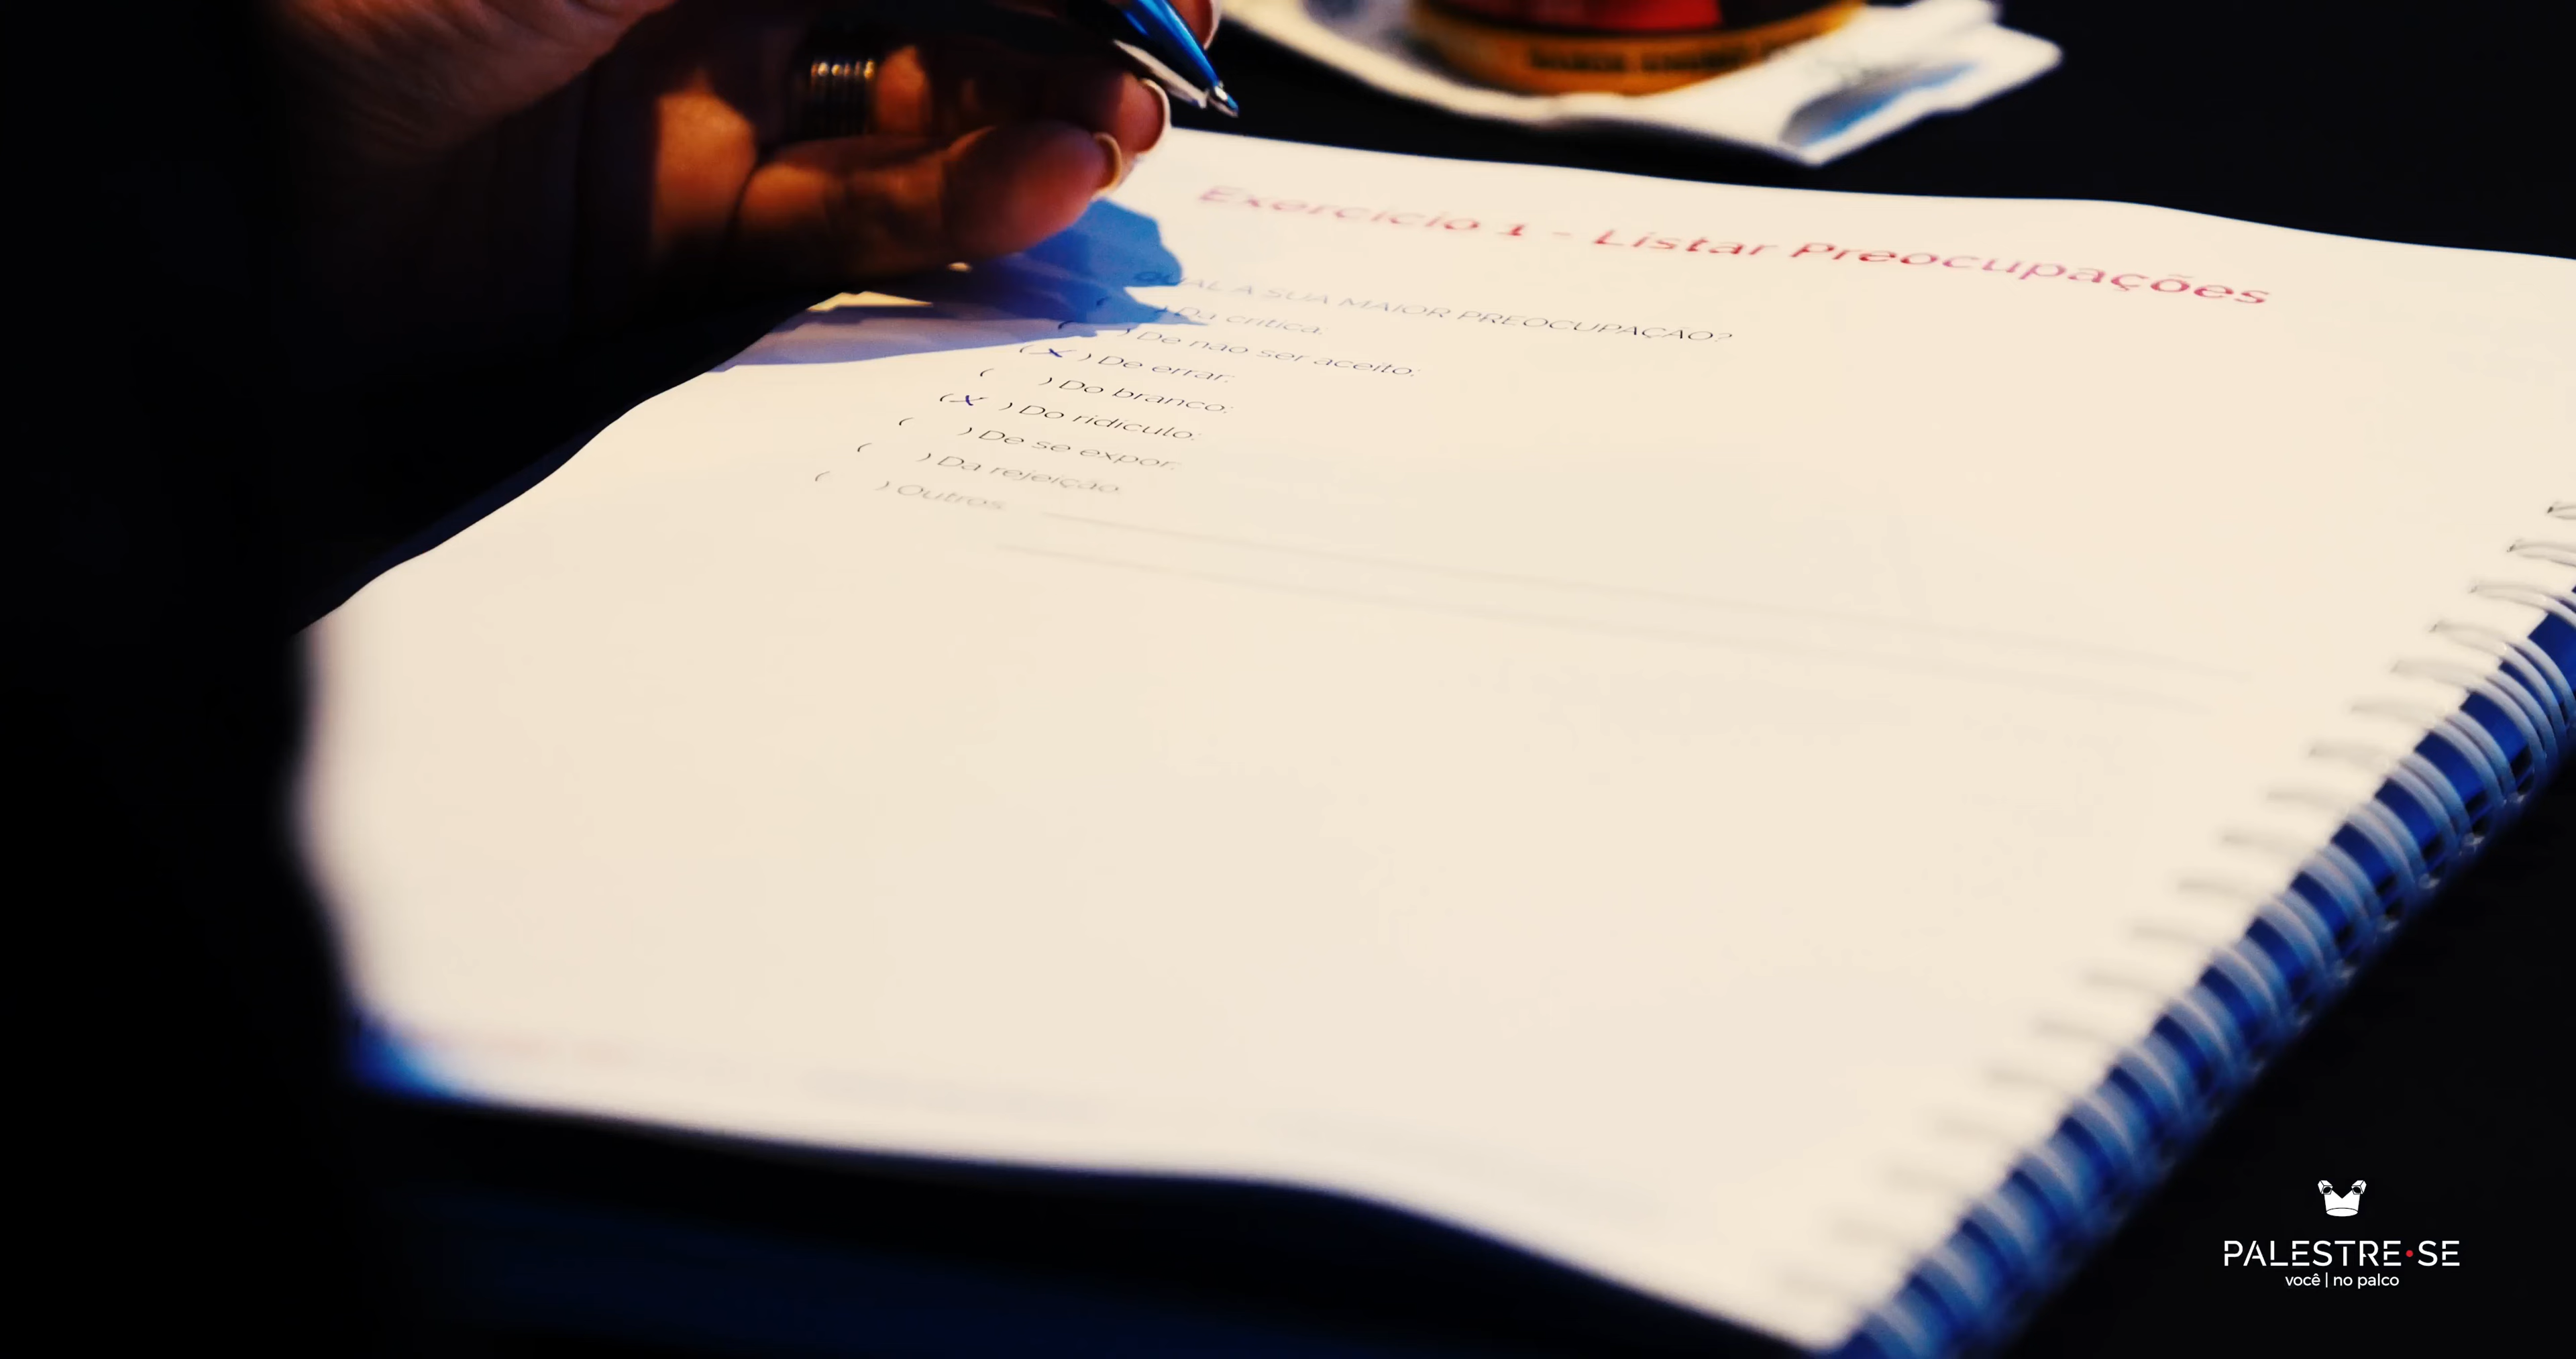 Exercício 1 - Listar Preocupações
QUAL A SUA MAIOR PREOCUPAÇÃO?
( ) Da crítica:
( ) De não ser aceito:
( x ) De errar:
( ) Do branco:
( x ) Do ridículo:
( ) De se expor:
( ) Da rejeição:
( ) Outros
PALESTRE•SE
você | no palco